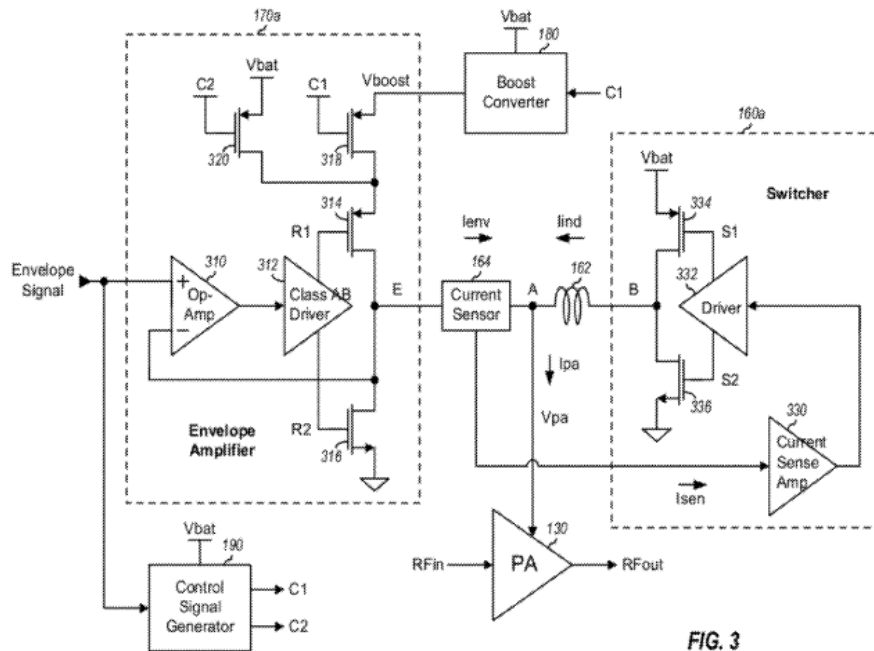 170a
Vbat
180
C2
Vbat
C1
Vboost
Boost
Converter
C1
320
318
160a
Vbat
Switcher
314
334
R1
Ienv
Iind
S1
Envelope
Signal
310
312
164
162
332
+
Op-
Amp
−
Class AB
Driver
E
Current
Sensor
A
B
Driver
Ipa
S2
Vpa
336
330
R2
Envelope
Amplifier
316
Current
Sense
Amp
Isen
Vbat
190
130
Control
Signal
Generator
C1
C2
RFin
PA
RFout
FIG. 3